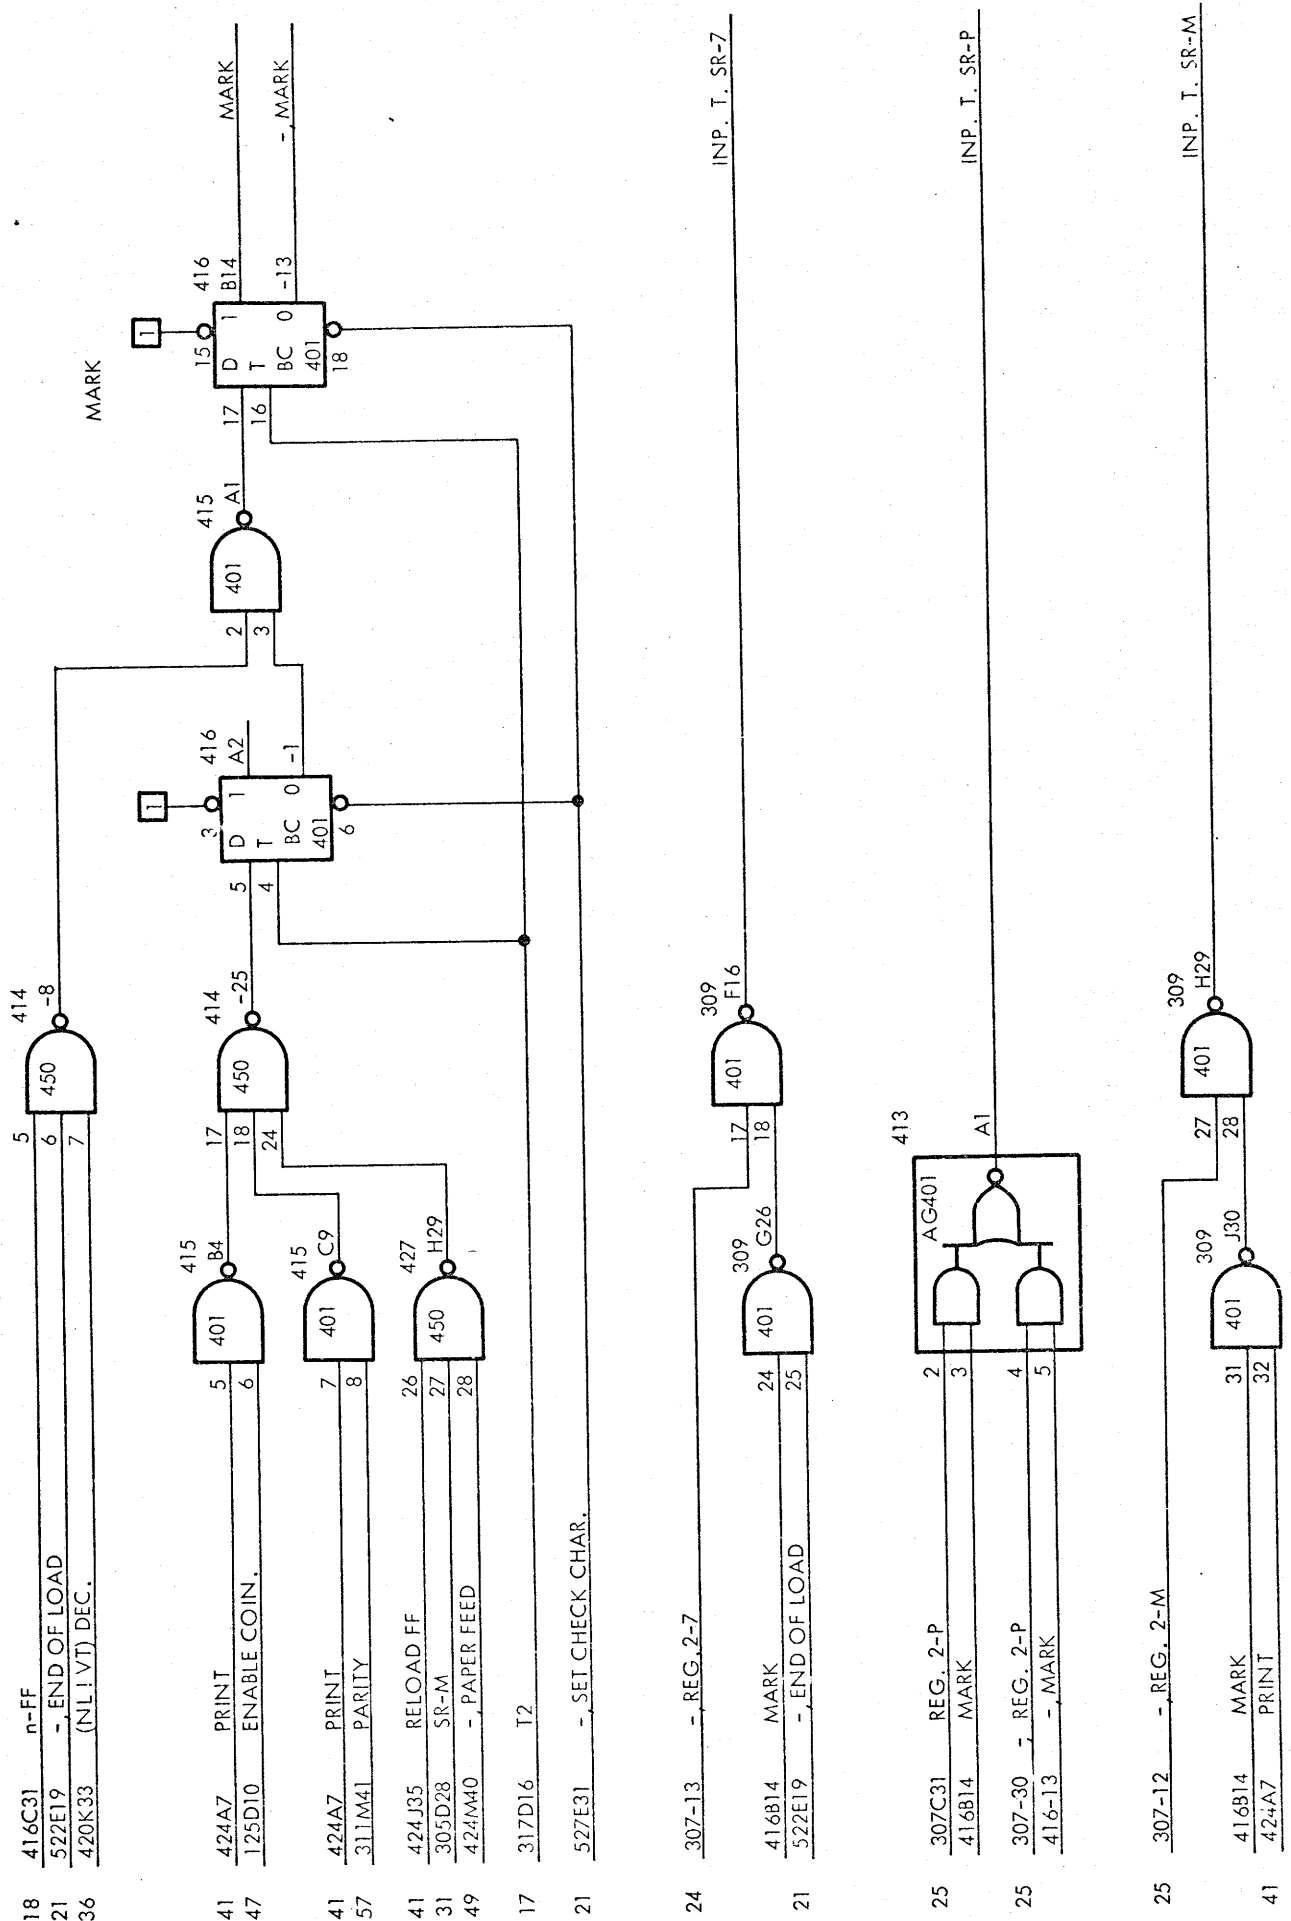 18 416C31 n-FF
21 522E19 -, END OF LOAD
36 420K33 (NL!VT) DEC.
5
6
7
450
414
-8
41 424A7 PRINT
47 125D10 ENABLE COIN.
5
6
401
415
B4
41 424A7 PRINT
57 311M41 PARITY
7
8
401
415
C9
41 424J35 RELOAD FF
31 305D28 SR-M
49 424M40 -, PAPER FEED
26
27
28
450
427
H29
17
18
24
450
414
-25
17 317D16 T2
21 527E31 -, SET CHECK CHAR.
5
4
3
1
D 1
T
BC 0
401
6
416
A2
-1
2
3
401
415
A1
MARK
17
16
15
1
D 1
T
BC 0
401
18
416
B14
-13
MARK
-, MARK
24 307-13 -, REG. 2-7
416B14 MARK
21 522E19 -, END OF LOAD
24
25
401
309
G26
17
18
401
309
F16
INP. T. SR-7
25 307C31 REG. 2-P
416B14 MARK
25 307-30 -, REG. 2-P
416-13 -, MARK
2
3
4
5
AG401
413
A1
INP. T. SR-P
25 307-12 -, REG. 2-M
416B14 MARK
41 424A7 PRINT
31
32
401
309
J30
27
28
401
309
H29
INP. T. SR-M